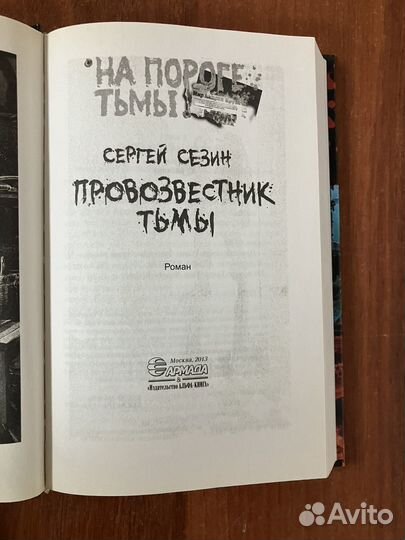 НА ПОРОГЕ
ТЬМЫ
СЕРГЕЙ СЕЗИН
ПРОВОЗВЕСТНИК
ТЬМЫ
Роман
Москва, 2013
АРМАДА
&
«Издательство АЛЬФА-КНИГА»
Avito